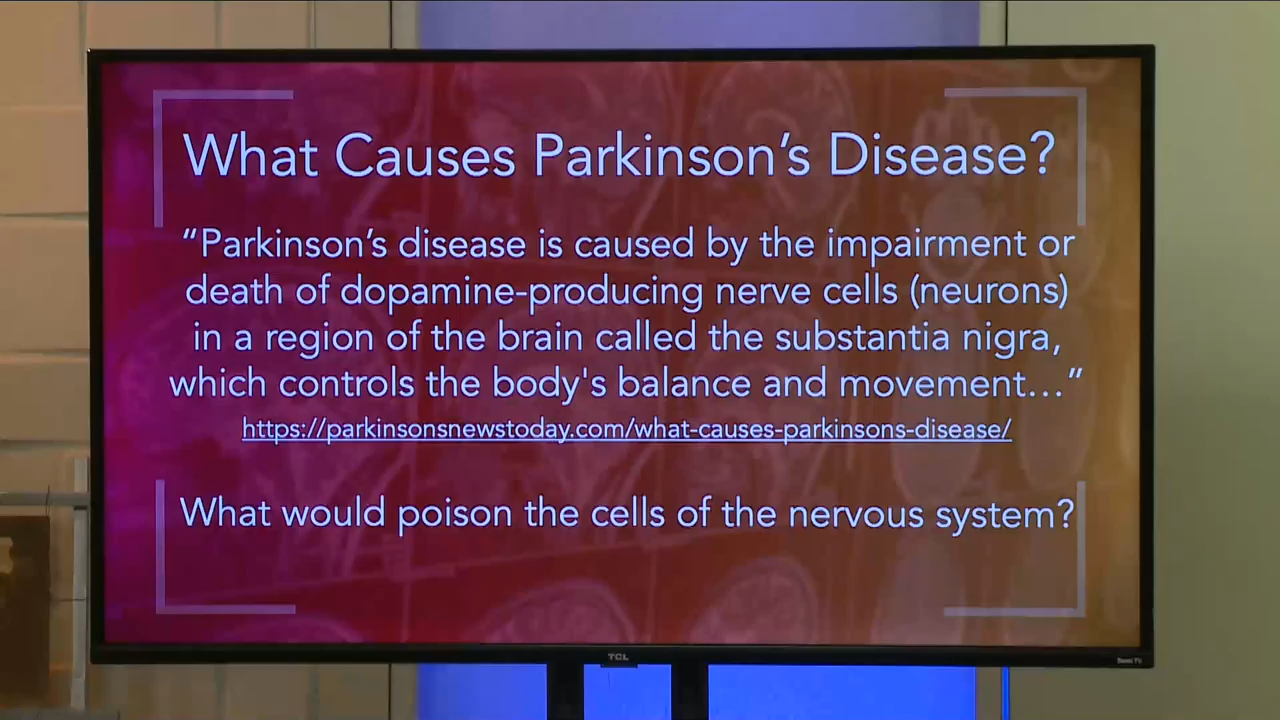 What Causes Parkinson's Disease?
“Parkinson's disease is caused by the impairment or
death of dopamine-producing nerve cells (neurons)
in a region of the brain called the substantia nigra,
which controls the body's balance and movement...”
https://parkinsonsnewstoday.com/what-causes-parkinsons-disease/
What would poison the cells of the nervous system?
TCL
Roku TV